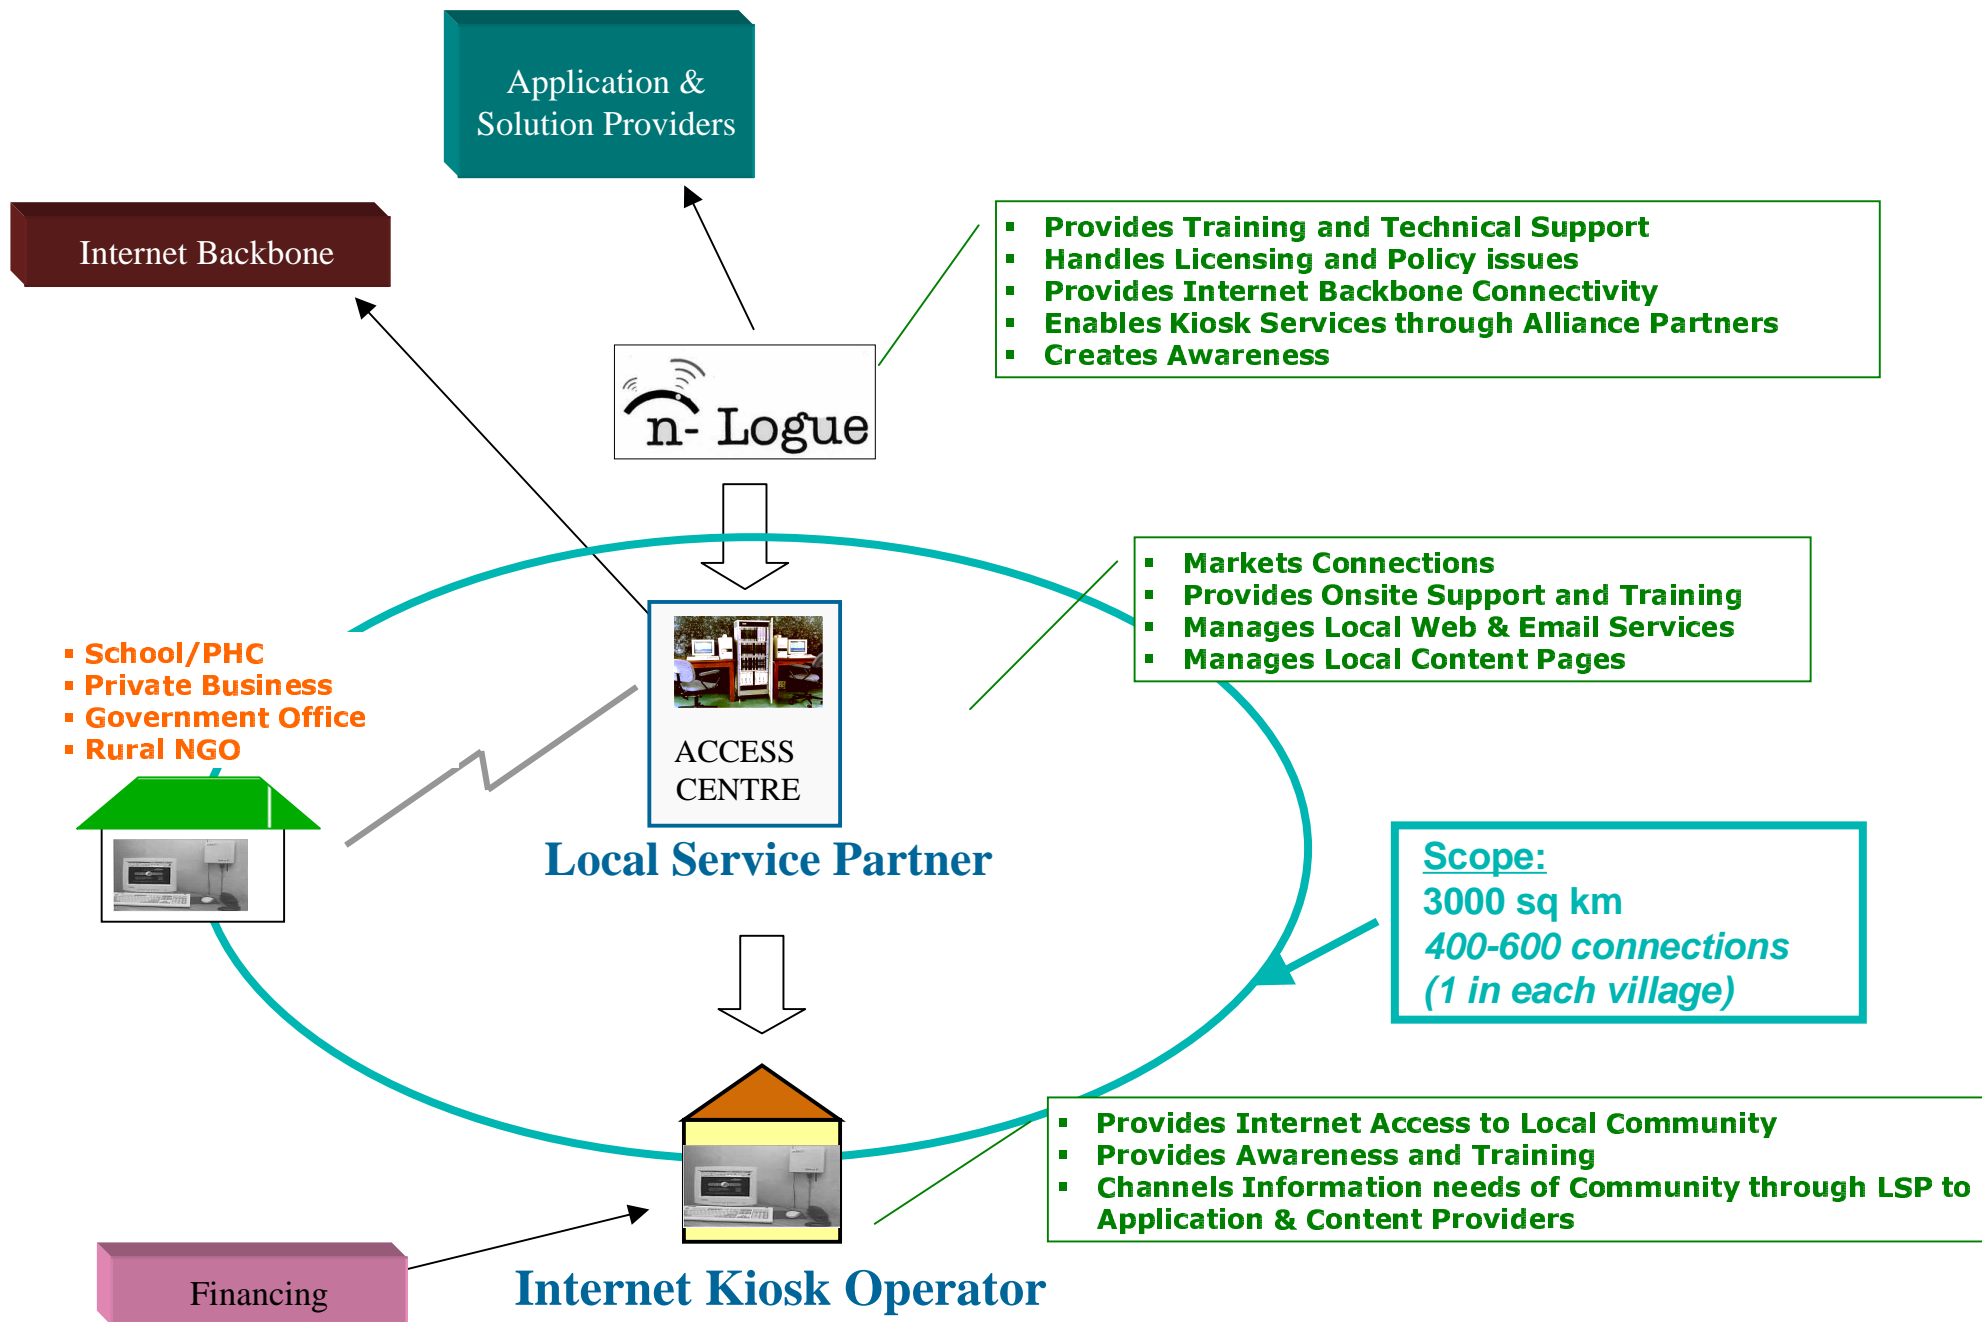 Application &
Solution Providers
Internet Backbone
▪ Provides Training and Technical Support
▪ Handles Licensing and Policy issues
▪ Provides Internet Backbone Connectivity
▪ Enables Kiosk Services through Alliance Partners
▪ Creates Awareness
n- Logue
▪ Markets Connections
▪ Provides Onsite Support and Training
▪ Manages Local Web & Email Services
▪ Manages Local Content Pages
▪ School/PHC
▪ Private Business
▪ Government Office
▪ Rural NGO
ACCESS
CENTRE
Local Service Partner
Scope:
3000 sq km
400-600 connections
(1 in each village)
▪ Provides Internet Access to Local Community
▪ Provides Awareness and Training
▪ Channels Information needs of Community through LSP to
Application & Content Providers
Internet Kiosk Operator
Financing